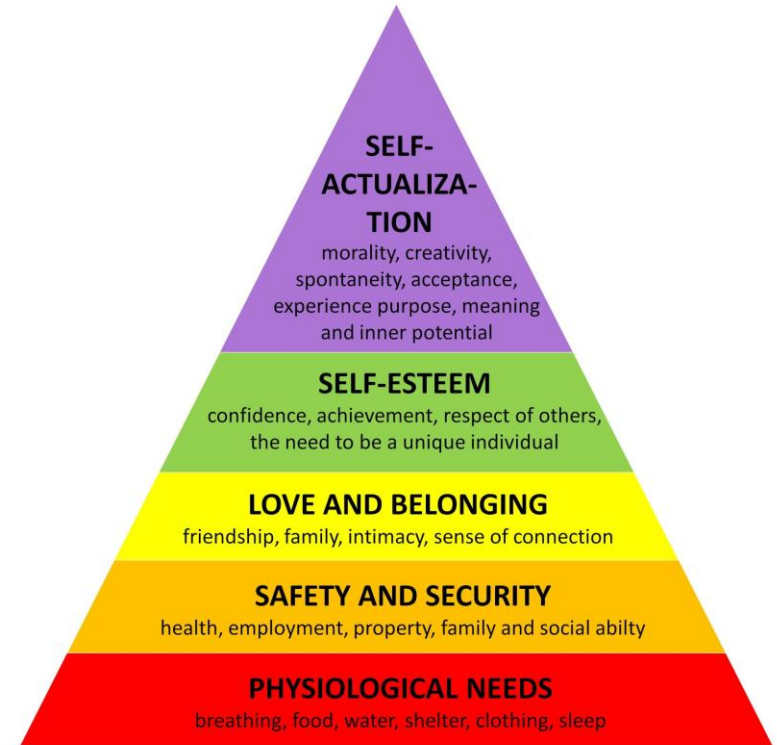 SELF-
ACTUALIZA-
TION
morality, creativity,
spontaneity, acceptance,
experience purpose, meaning
and inner potential
SELF-ESTEEM
confidence, achievement, respect of others,
the need to be a unique individual
LOVE AND BELONGING
friendship, family, intimacy, sense of connection
SAFETY AND SECURITY
health, employment, property, family and social abilty
PHYSIOLOGICAL NEEDS
breathing, food, water, shelter, clothing, sleep